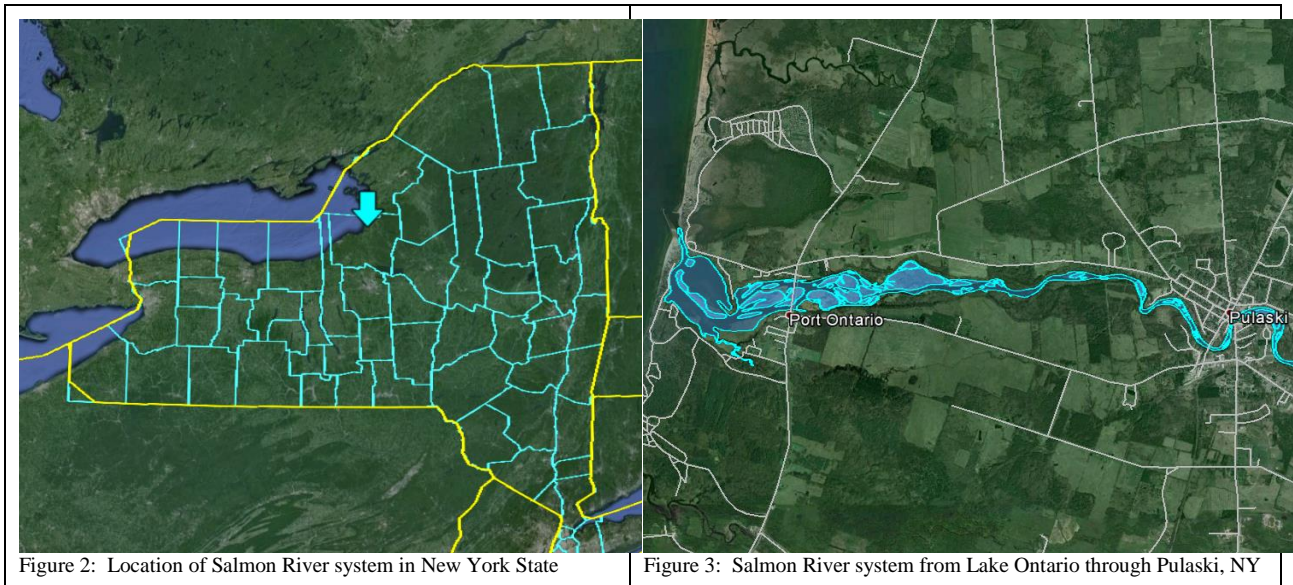 Port Ontario
Pulaski
Figure 2: Location of Salmon River system in New York State
Figure 3: Salmon River system from Lake Ontario through Pulaski, NY